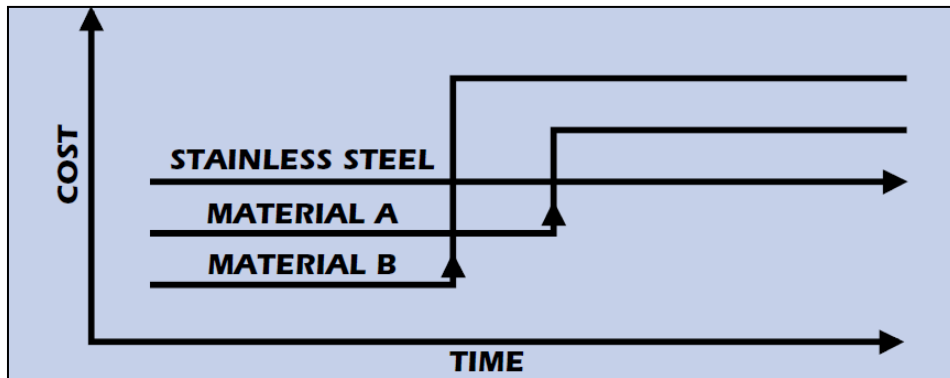 COST
STAINLESS STEEL
MATERIAL A
MATERIAL B
TIME